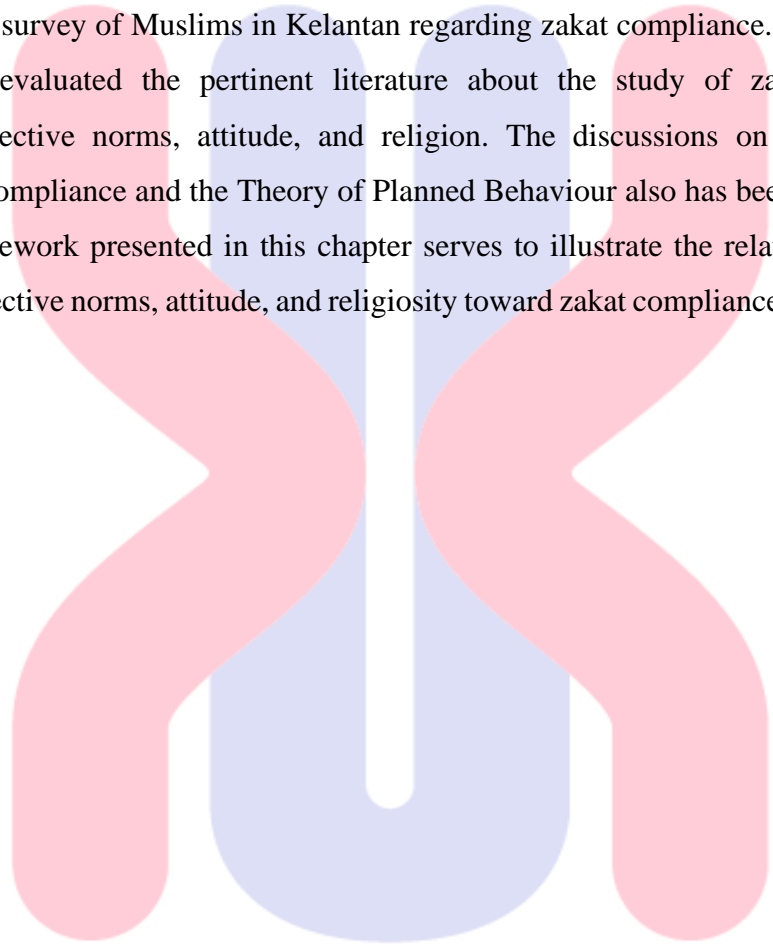 survey of Muslims in Kelantan regarding zakat compliance.
evaluated the pertinent literature about the study of za
ective norms, attitude, and religion. The discussions on
ompliance and the Theory of Planned Behaviour also has bee
ework presented in this chapter serves to illustrate the rela
ective norms, attitude, and religiosity toward zakat compliance